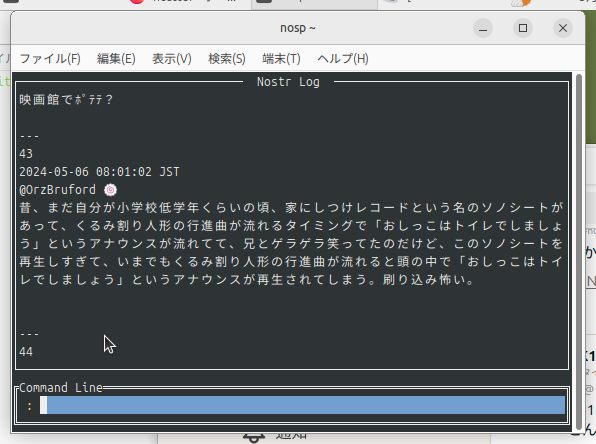 nosp ~
ファイル(F) 編集(E) 表示(V) 検索(S) 端末(T) ヘルプ(H)
Nostr Log
映画館でﾎﾟﾃﾃ？
---
43
2024-05-06 08:01:02 JST
@OrzBruford 🍥
昔、まだ自分が小学校低学年くらいの頃、家にしつけレコードという名のソノシートが
あって、くるみ割り人形の行進曲が流れるタイミングで「おしっこはトイレでしましょ
う」というアナウンスが流れてて、兄とゲラゲラ笑ってたのだけど、このソノシートを
再生しすぎて、いまでもくるみ割り人形の行進曲が流れると頭の中で「おしっこはトイ
レでしましょう」というアナウンスが再生されてしまう。刷り込み怖い。
---
44
Command Line
: